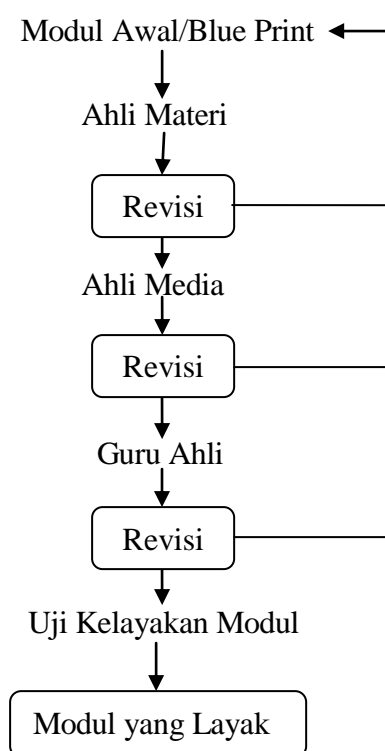 Modul Awal/Blue Print
Ahli Materi
Revisi
Ahli Media
Revisi
Guru Ahli
Revisi
Uji Kelayakan Modul
Modul yang Layak